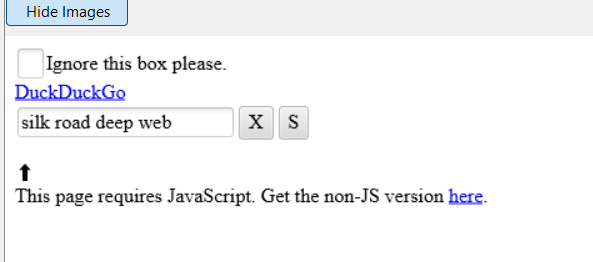 Hide Images
Ignore this box please.
DuckDuckGo
silk road deep web X S
This page requires JavaScript. Get the non-JS version here.